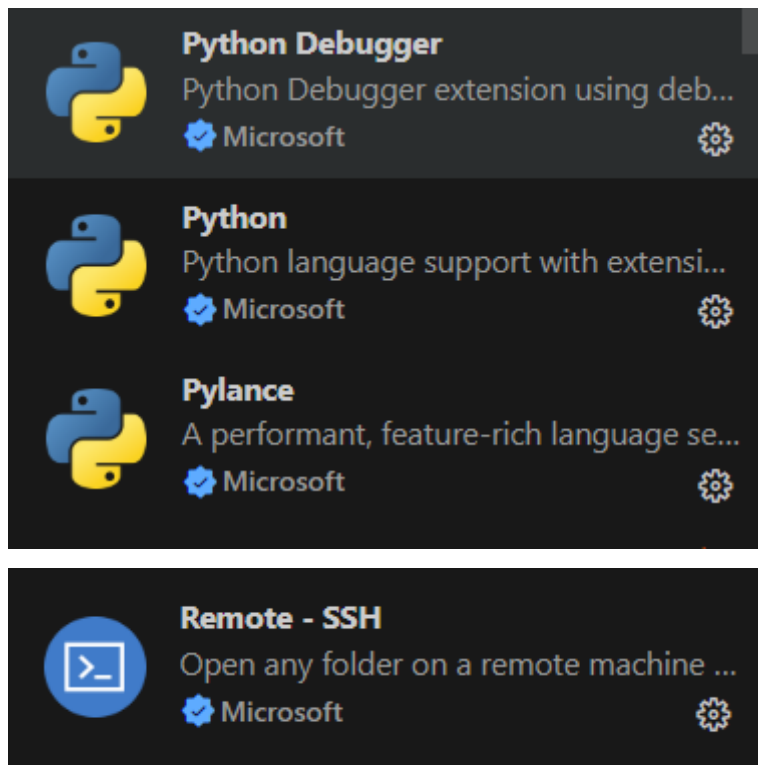 Python Debugger
Python Debugger extension using deb...
Microsoft
Python
Python language support with extensi...
Microsoft
Pylance
A performant, feature-rich language se...
Microsoft
Remote - SSH
Open any folder on a remote machine ...
Microsoft